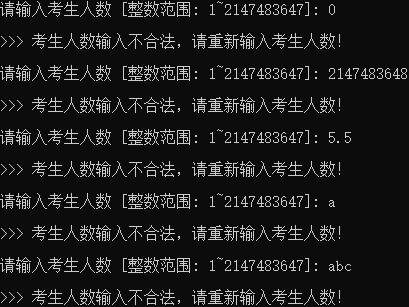 请输入考生人数 [整数范围: 1~2147483647]: 0
>>> 考生人数输入不合法, 请重新输入考生人数!
请输入考生人数 [整数范围: 1~2147483647]: 2147483648
>>> 考生人数输入不合法, 请重新输入考生人数!
请输入考生人数 [整数范围: 1~2147483647]: 5.5
>>> 考生人数输入不合法, 请重新输入考生人数!
请输入考生人数 [整数范围: 1~2147483647]: a
>>> 考生人数输入不合法, 请重新输入考生人数!
请输入考生人数 [整数范围: 1~2147483647]: abc
>>> 考生人数输入不合法, 请重新输入考生人数!